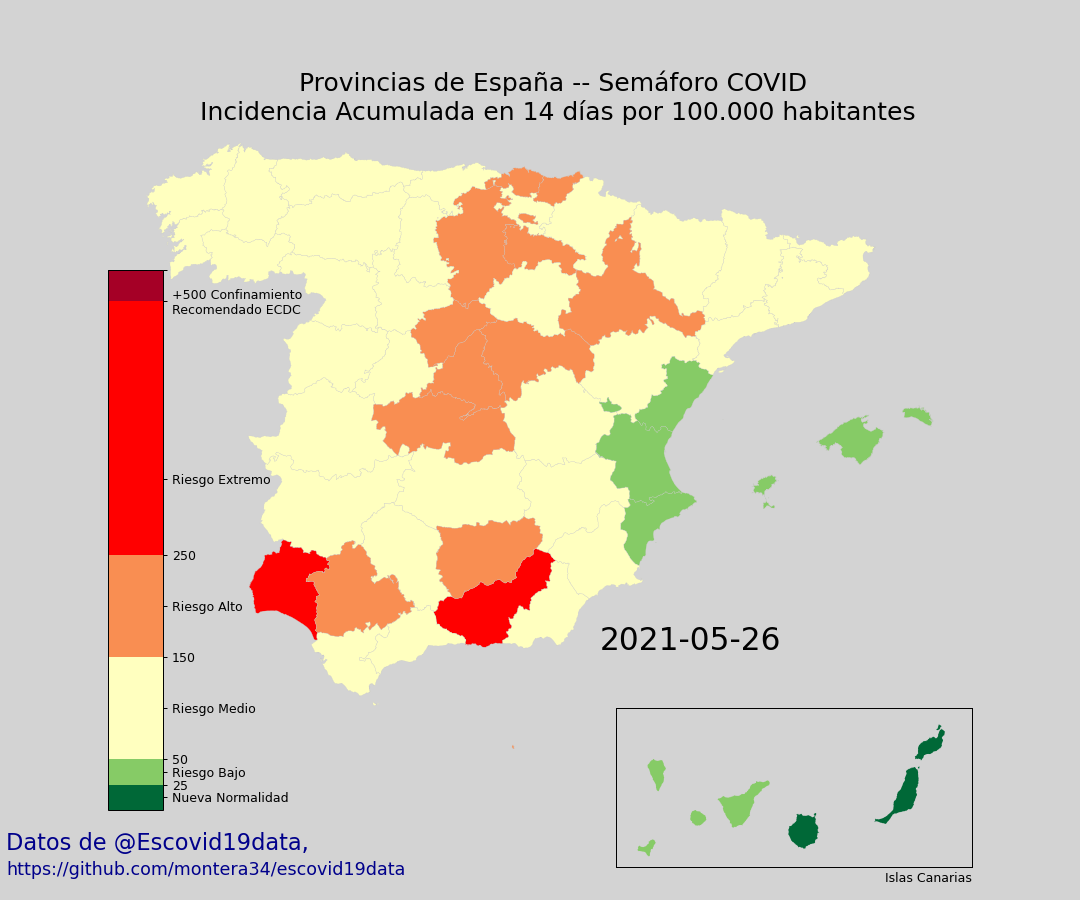 Provincias de España -- Semáforo COVID
Incidencia Acumulada en 14 días por 100.000 habitantes
+500 Confinamiento
Recomendado ECDC
Riesgo Extremo
250
Riesgo Alto
150
Riesgo Medio
50
Riesgo Bajo
25
Nueva Normalidad
2021-05-26
Islas Canarias
Datos de @Escovid19data,
https://github.com/montera34/escovid19data